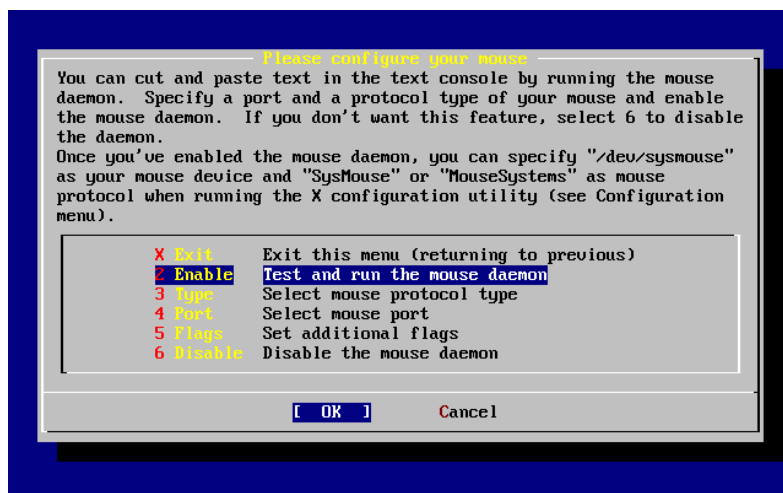 Please configure your mouse
You can cut and paste text in the text console by running the mouse
daemon.  Specify a port and a protocol type of your mouse and enable
the mouse daemon.  If you don't want this feature, select 6 to disable
the daemon.
Once you've enabled the mouse daemon, you can specify "/dev/sysmouse"
as your mouse device and "SysMouse" or "MouseSystems" as mouse
protocol when running the X configuration utility (see Configuration
menu).
X Exit Exit this menu (returning to previous)
2 Enable Test and run the mouse daemon
3 Type Select mouse protocol type
4 Port Select mouse port
5 Flags Set additional flags
6 Disable Disable the mouse daemon
[ OK ] Cancel